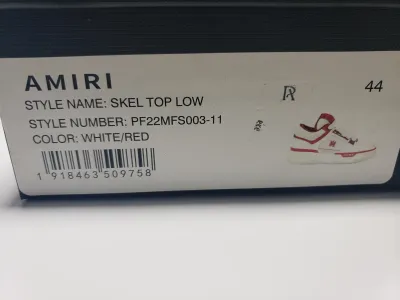 AMIRI
STYLE NAME: SKEL TOP LOW
44
STYLE NUMBER: PF22MFS003-11
COLOR: WHITE/RED
1 918463 509758